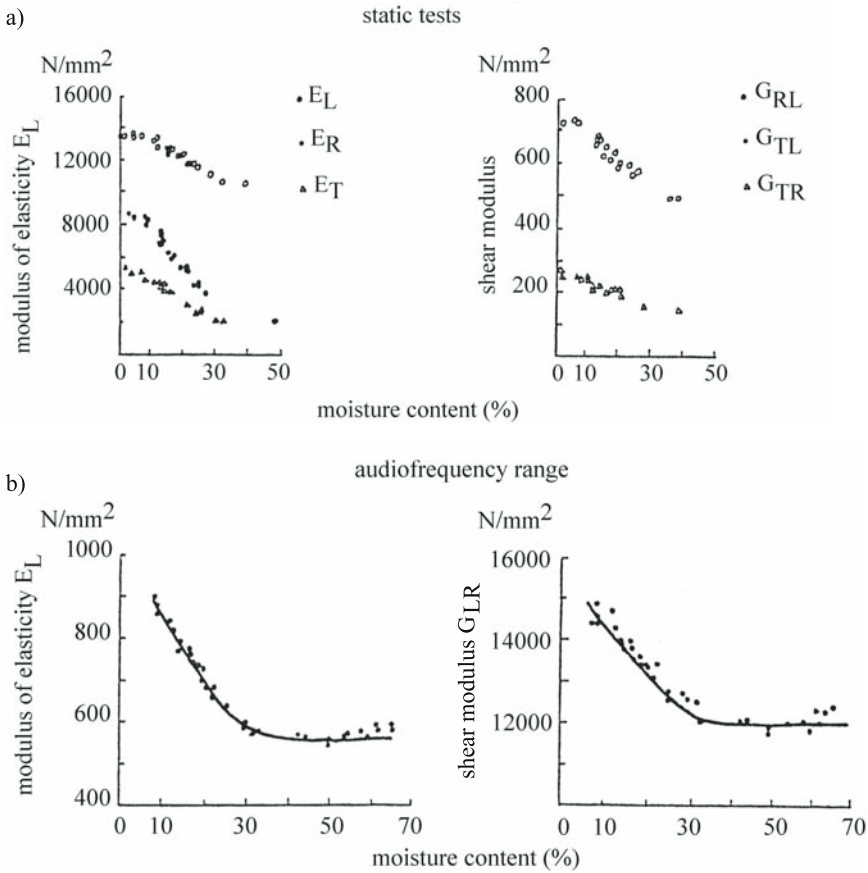 a)
static tests
N/mm2
16000
12000
8000
4000
modulus of elasticity EL
0 10 30 50
EL
ER
ET
N/mm2
800
600
400
200
shear modulus
0 10 30 50
GRL
GTL
GTR
moisture content (%)
b)
audiofrequency range
N/mm2
1000
800
600
400
modulus of elasticity EL
0 10 30 50 70
N/mm2
16000
14000
12000
shear modulus GLR
0 10 20 30 50 70
moisture content (%)